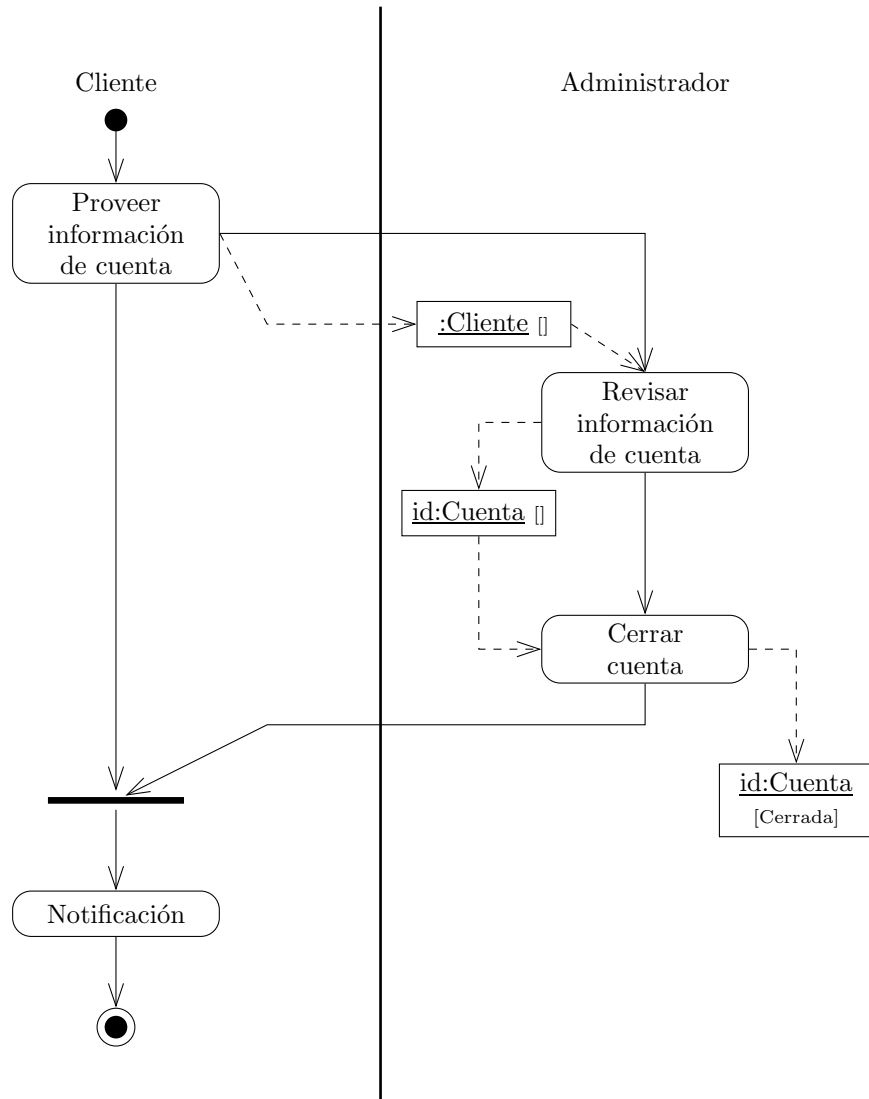 Cliente
Administrador
Proveer
información
de cuenta
:Cliente []
Revisar
información
de cuenta
id:Cuenta []
Cerrar
cuenta
id:Cuenta
[Cerrada]
Notificación